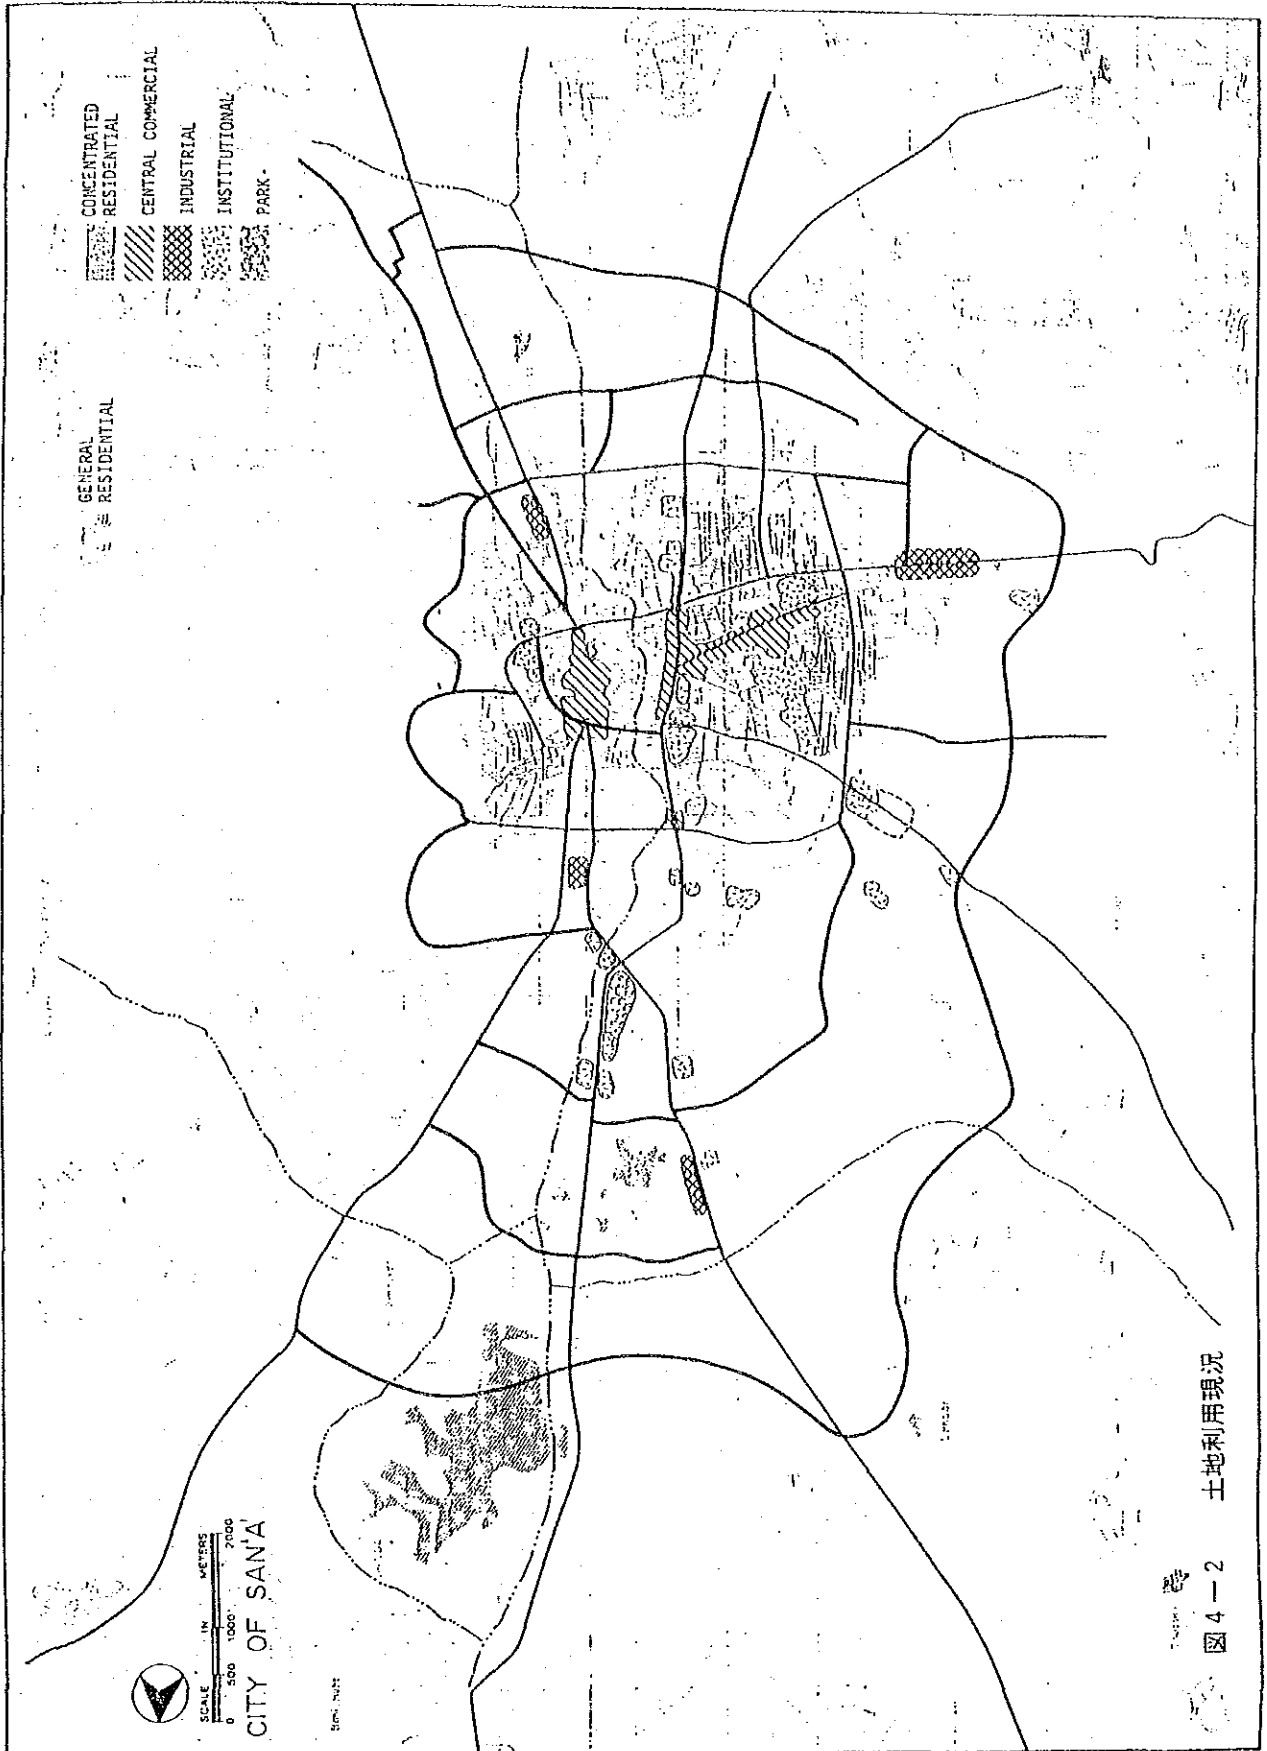 GENERAL
RESIDENTIAL
CONCENTRATED
RESIDENTIAL
CENTRAL COMMERCIAL
INDUSTRIAL
INSTITUTIONAL
PARK
SCALE IN METERS
0 500 1000 2000
CITY OF SAN'A'
図4-2 土地利用現況